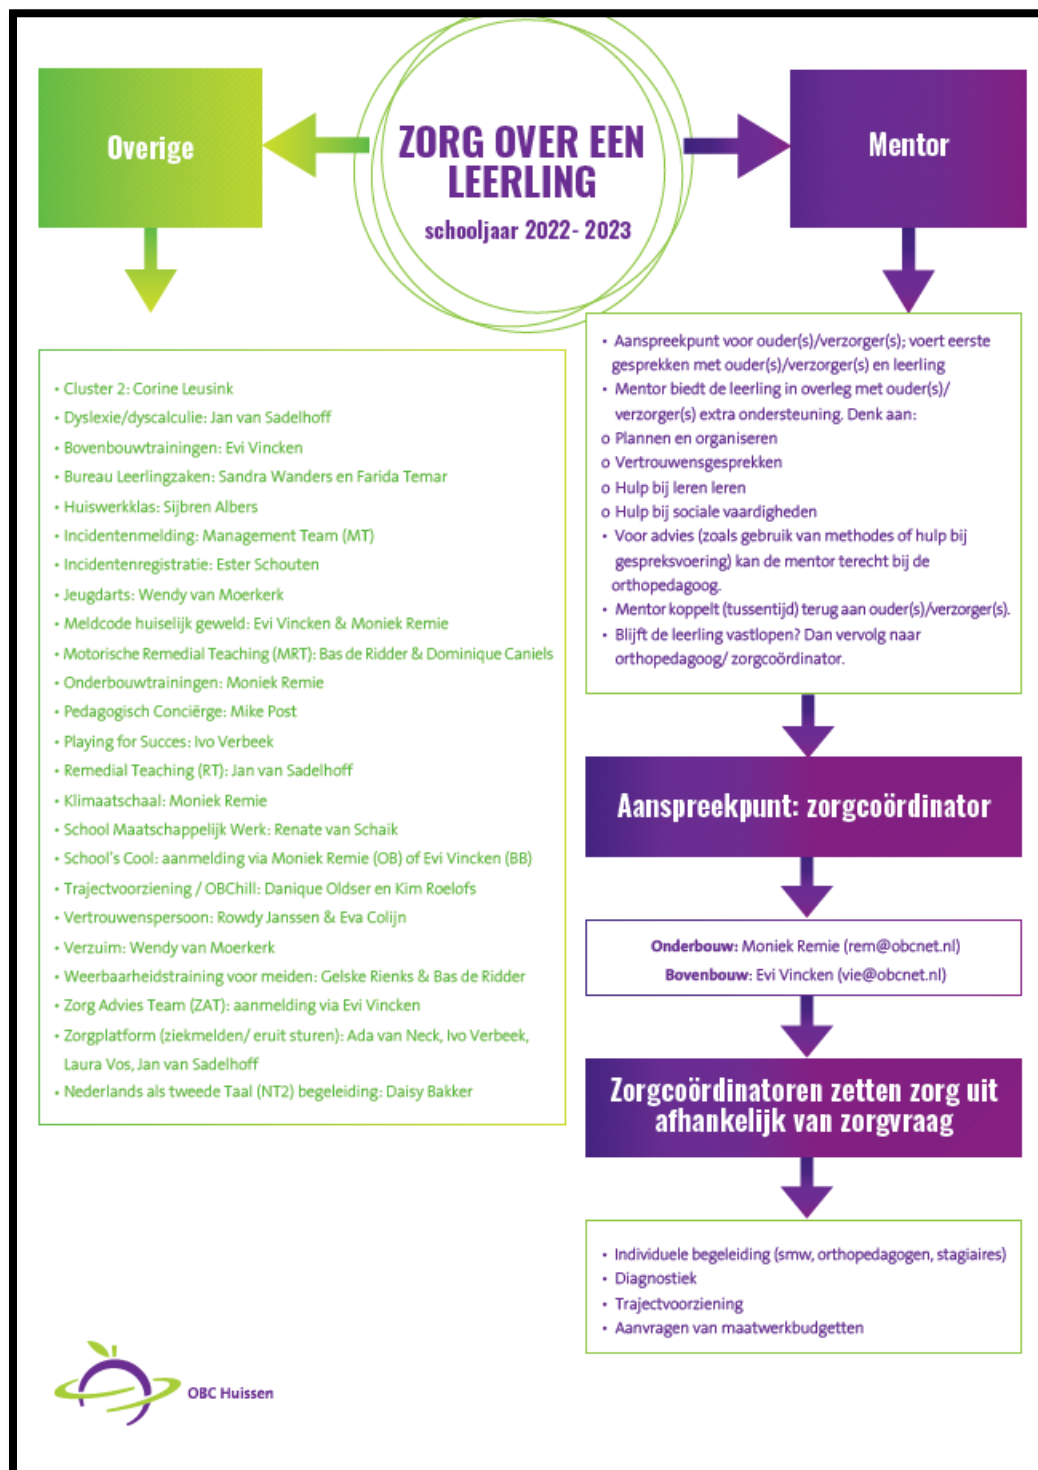 ZORG OVER EEN
LEERLING
schooljaar 2022- 2023
Overige
• Cluster 2: Corine Leusink
• Dyslexie/dyscalculie: Jan van Sadelhoff
• Bovenbouwtrainingen: Evi Vincken
• Bureau Leerlingzaken: Sandra Wanders en Farida Temar
• Huiswerkklas: Sijbren Albers
• Incidentenmelding: Management Team (MT)
• Incidentenregistratie: Ester Schouten
• Jeugdarts: Wendy van Moerkerk
• Meldcode huiselijk geweld: Evi Vincken & Moniek Remie
• Motorische Remedial Teaching (MRT): Bas de Ridder & Dominique Caniels
• Onderbouwtrainingen: Moniek Remie
• Pedagogisch Conciërge: Mike Post
• Playing for Succes: Ivo Verbeek
• Remedial Teaching (RT): Jan van Sadelhoff
• Klimaatschaal: Moniek Remie
• School Maatschappelijk Werk: Renate van Schaik
• School's Cool: aanmelding via Moniek Remie (OB) of Evi Vincken (BB)
• Trajectvoorziening / OBChill: Danique Oldser en Kim Roelofs
• Vertrouwenspersoon: Rowdy Janssen & Eva Colijn
• Verzuim: Wendy van Moerkerk
• Weerbaarheidstraining voor meiden: Gelske Rienks & Bas de Ridder
• Zorg Advies Team (ZAT): aanmelding via Evi Vincken
• Zorgplatform (ziekmelden/ eruit sturen): Ada van Neck, Ivo Verbeek,
Laura Vos, Jan van Sadelhoff
• Nederlands als tweede Taal (NT2) begeleiding: Daisy Bakker
Mentor
• Aanspreekpunt voor ouder(s)/verzorger(s); voert eerste
gesprekken met ouder(s)/verzorger(s) en leerling
• Mentor biedt de leerling in overleg met ouder(s)/
verzorger(s) extra ondersteuning. Denk aan:
o Plannen en organiseren
o Vertrouwensgesprekken
o Hulp bij leren leren
o Hulp bij sociale vaardigheden
• Voor advies (zoals gebruik van methodes of hulp bij
gespreksvoering) kan de mentor terecht bij de
orthopedagoog.
• Mentor koppelt (tussentijd) terug aan ouder(s)/verzorger(s).
• Blijft de leerling vastlopen? Dan vervolg naar
orthopedagoog/ zorgcoördinator.
Aanspreekpunt: zorgcoördinator
Onderbouw: Moniek Remie (rem@obcnet.nl)
Bovenbouw: Evi Vincken (vie@obcnet.nl)
Zorgcoördinatoren zetten zorg uit
afhankelijk van zorgvraag
• Individuele begeleiding (smw, orthopedagogen, stagiaires)
• Diagnostiek
• Trajectvoorziening
• Aanvragen van maatwerkbudgetten
OBC Huissen